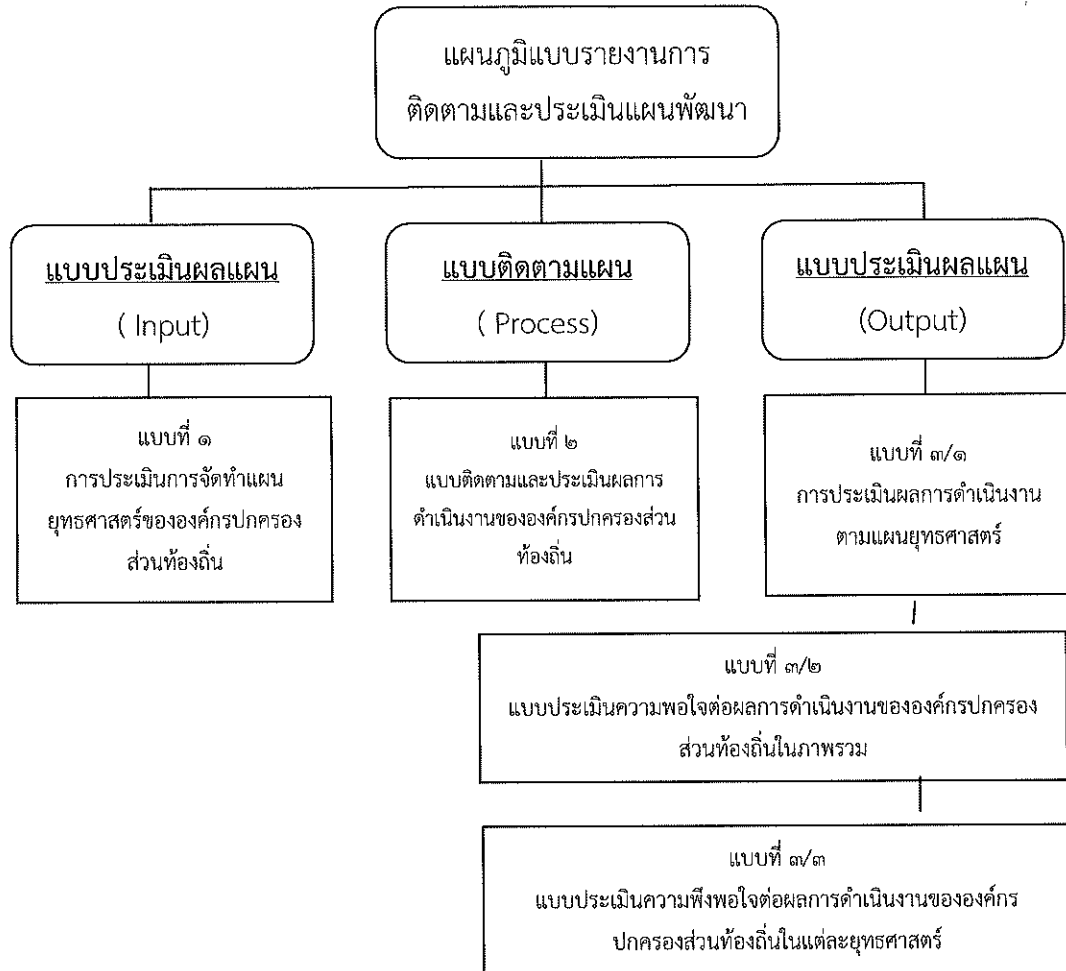 แผนภูมิแบบรายงานการ
ติดตามและประเมินแผนพัฒนา
แบบประเมินผลแผน
( Input)
แบบติดตามแผน
( Process)
แบบประเมินผลแผน
(Output)
แบบที่ ๑
การประเมินการจัดทำแผน
ยุทธศาสตร์ขององค์กรปกครอง
ส่วนท้องถิ่น
แบบที่ ๒
แบบติดตามและประเมินผลการ
ดำเนินงานขององค์กรปกครองส่วน
ท้องถิ่น
แบบที่ ๓/๑
การประเมินผลการดำเนินงาน
ตามแผนยุทธศาสตร์
แบบที่ ๓/๒
แบบประเมินความพอใจต่อผลการดำเนินงานขององค์กรปกครอง
ส่วนท้องถิ่นในภาพรวม
แบบที่ ๓/๓
แบบประเมินความพึงพอใจต่อผลการดำเนินงานขององค์กร
ปกครองส่วนท้องถิ่นในแต่ละยุทธศาสตร์